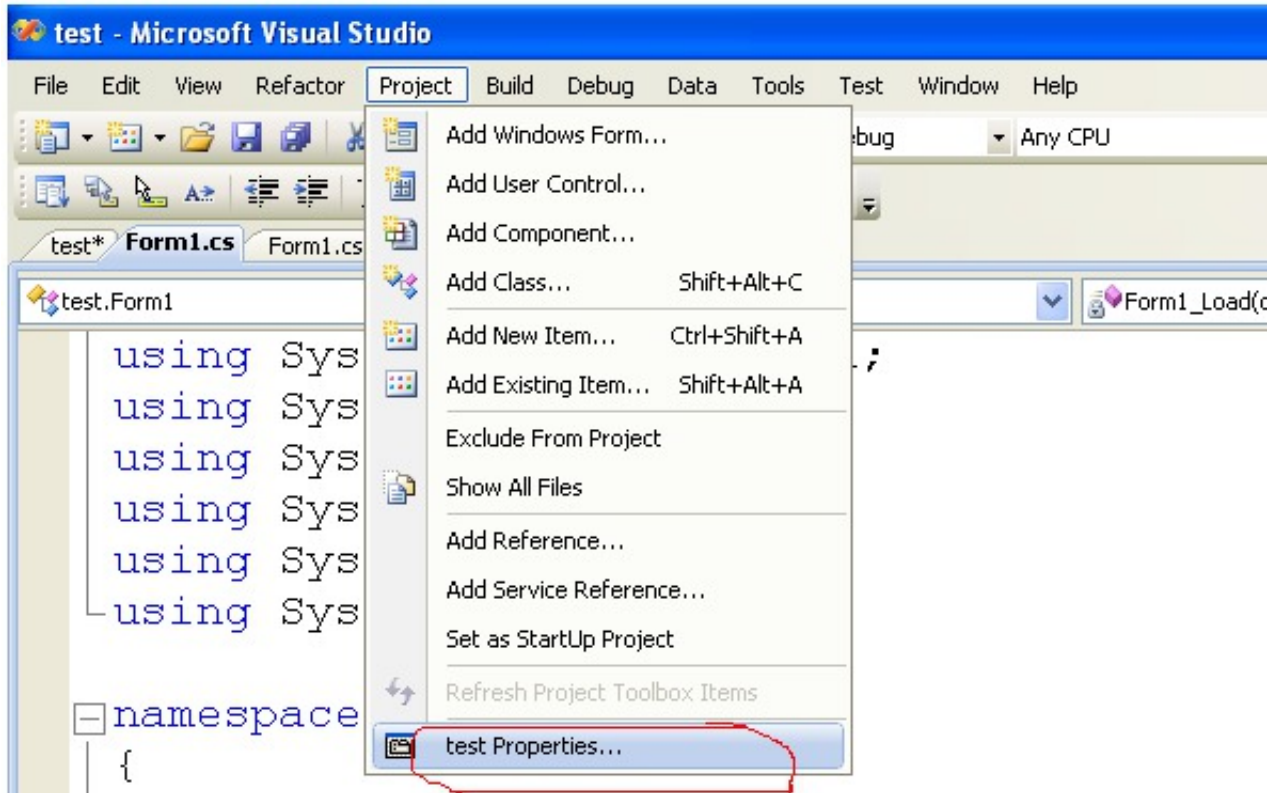 test - Microsoft Visual Studio
File Edit View Refactor Project Build Debug Data Tools Test Window Help
Add Windows Form...
ebug Any CPU
Add User Control...
Add Component...
test* Form1.cs Form1.cs
Add Class... Shift+Alt+C
test.Form1 Form1_Load(
Add New Item... Ctrl+Shift+A
using Sys ;
Add Existing Item... Shift+Alt+A
using Sys
Exclude From Project
using Sys
Show All Files
using Sys
Add Reference...
using Sys
Add Service Reference...
using Sys
Set as StartUp Project
Refresh Project Toolbox Items
namespace
test Properties...
{